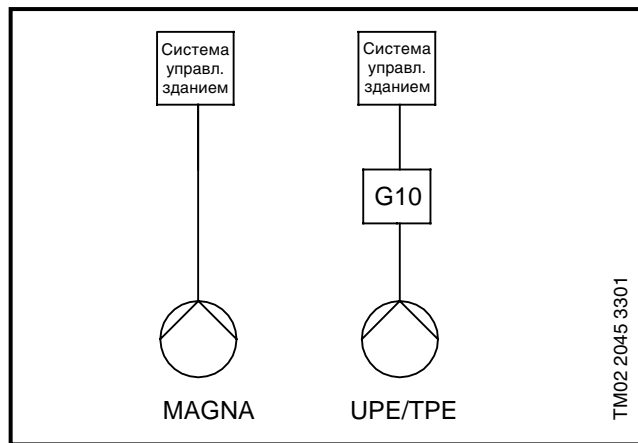 Система
управл.
зданием
Система
управл.
зданием
G10
MAGNA
UPE/TPE
TM02 2045 3301